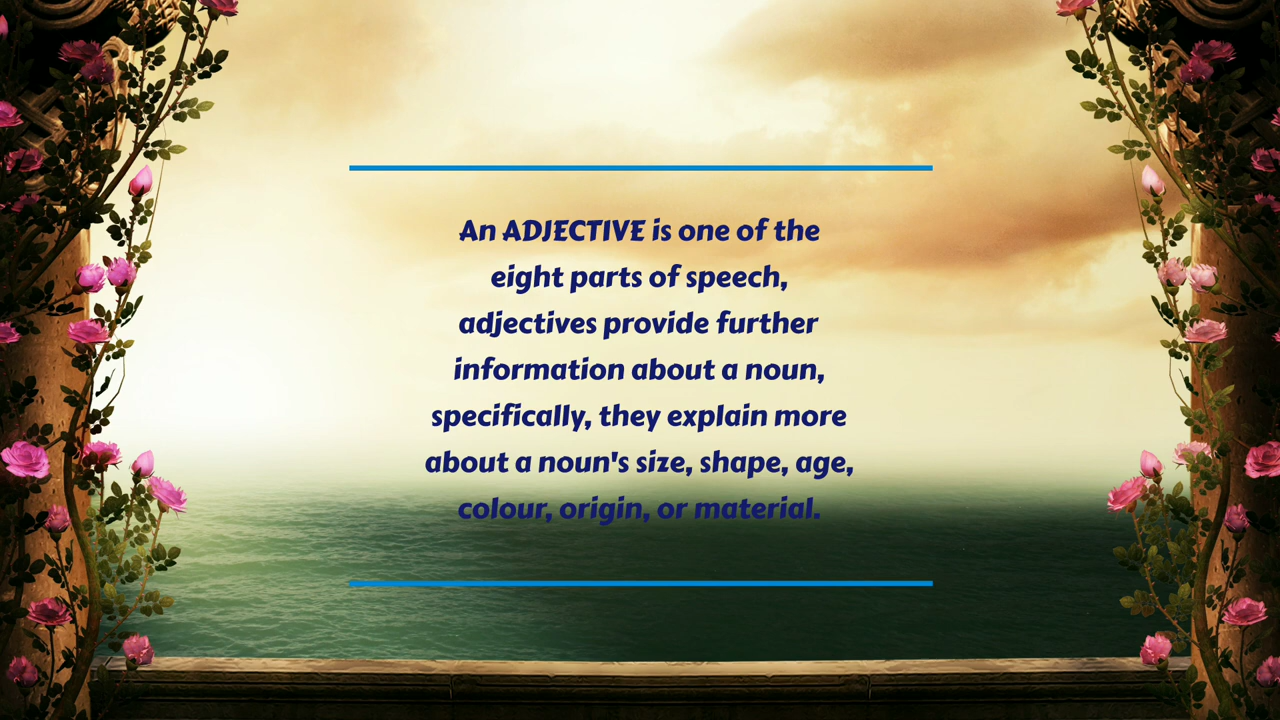 An ADJECTIVE is one of the
eight parts of speech,
adjectives provide further
information about a noun,
specifically, they explain more
about a noun's size, shape, age,
colour, origin, or material.